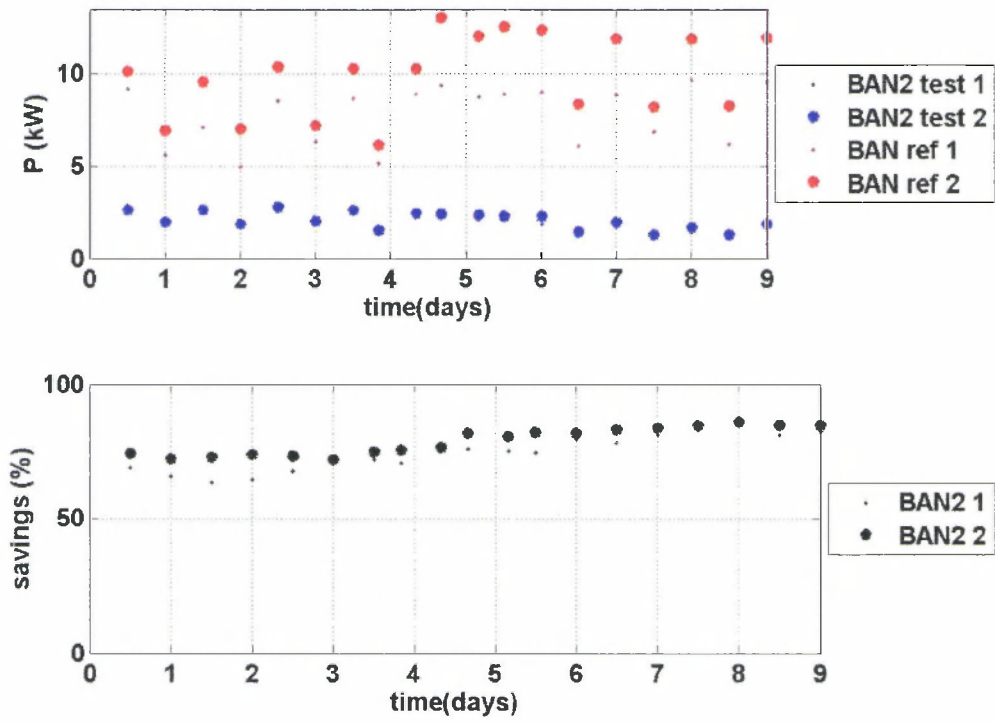 10
5
0
P (kW)
0 1 2 3 4 5 6 7 8 9
time(days)
BAN2 test 1
BAN2 test 2
BAN ref 1
BAN ref 2
100
50
0
savings (%)
0 1 2 3 4 5 6 7 8 9
time(days)
BAN2 1
BAN2 2